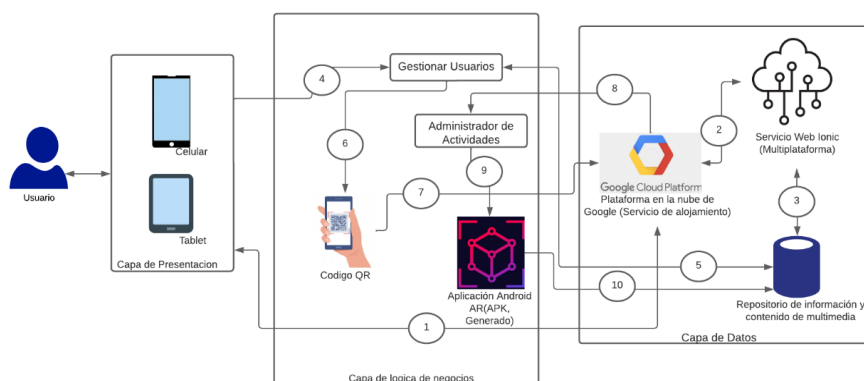 Usuario
Celular
Tablet
Capa de Presentacion
4
Gestionar Usuarios
6
Codigo QR
7
Administrador de
Actividades
9
Aplicación Android
AR(APK,
Generado)
1
Capa de logica de negocios
8
Google Cloud Platform
Plataforma en la nube de
Google (Servicio de alojamiento)
2
Servicio Web Ionic
(Multiplataforma)
3
5
10
Repositorio de información y
contenido de multimedia
Capa de Datos